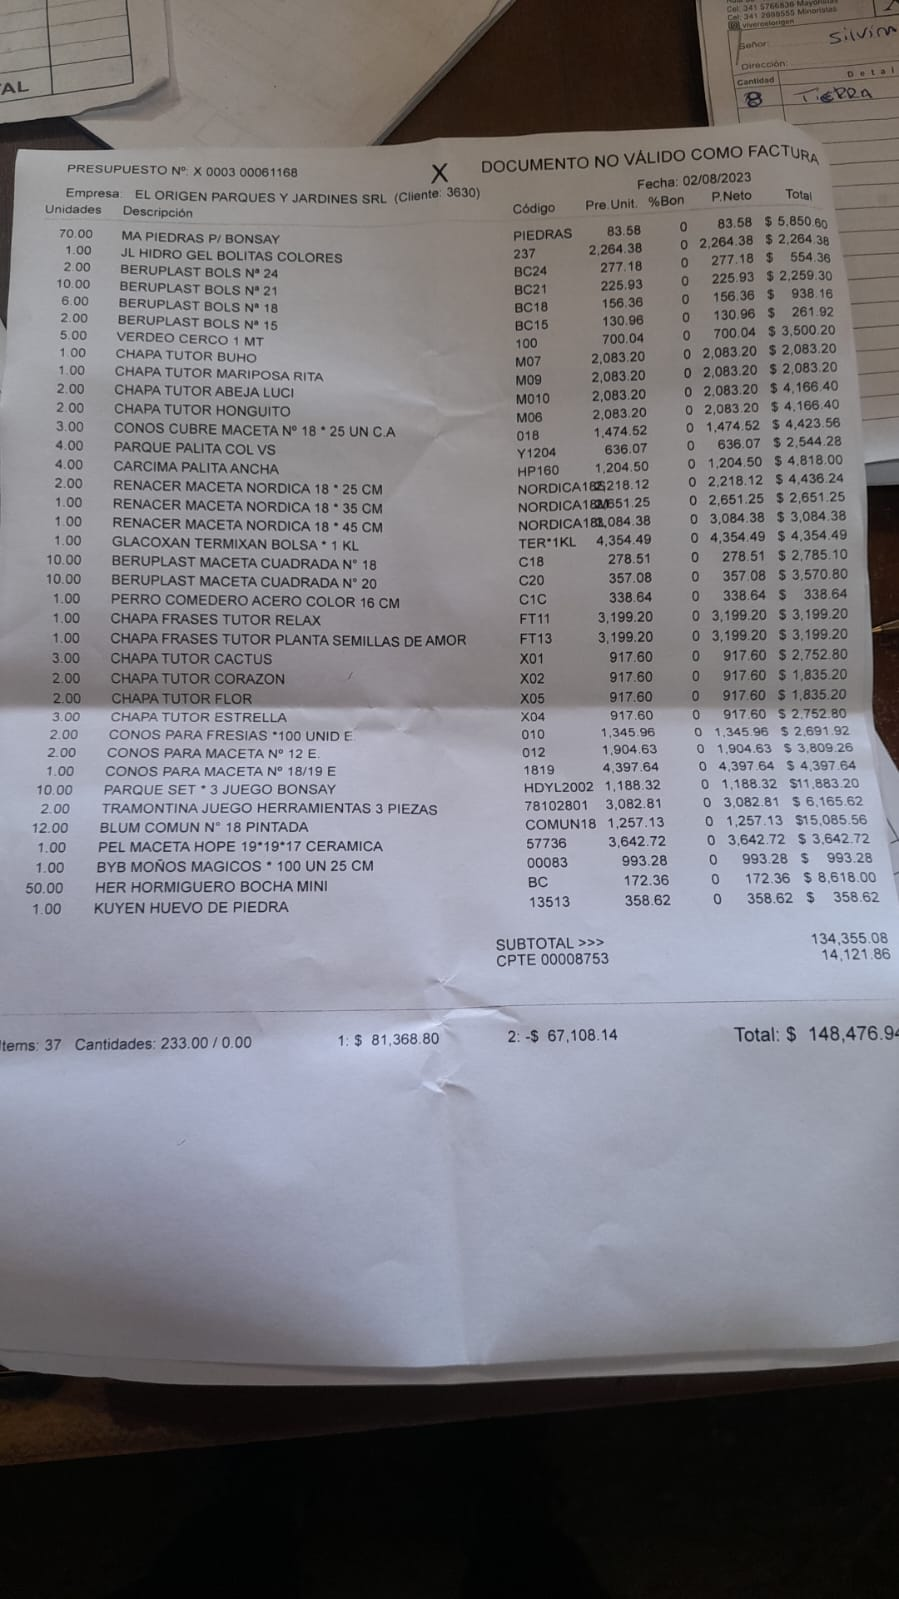 AL
Cel: 341 5766836 Mayoristas
Cel: 341 2698555 Minoristas
viveroelorigen
Señor:
Silvin
Dirección:
Cantidad
Detal
8
TiERRA
PRESUPUESTO Nº: X 0003 00061168 X DOCUMENTO NO VÁLIDO COMO FACTURA
Fecha: 02/08/2023
Empresa: EL ORIGEN PARQUES Y JARDINES SRL (Cliente: 3630)
Unidades Descripción Código Pre.Unit. %Bon P.Neto Total
70.00 MA PIEDRAS P/ BONSAY PIEDRAS 83.58 0 83.58 $ 5,850.60
1.00 JL HIDRO GEL BOLITAS COLORES 237 2,264.38 0 2,264.38 $ 2,264.38
2.00 BERUPLAST BOLS Nª 24 BC24 277.18 0 277.18 $ 554.36
10.00 BERUPLAST BOLS Nª 21 BC21 225.93 0 225.93 $ 2,259.30
6.00 BERUPLAST BOLS Nª 18 BC18 156.36 0 156.36 $ 938.16
2.00 BERUPLAST BOLS Nª 15 BC15 130.96 0 130.96 $ 261.92
5.00 VERDEO CERCO 1 MT 100 700.04 0 700.04 $ 3,500.20
1.00 CHAPA TUTOR BUHO M07 2,083.20 0 2,083.20 $ 2,083.20
1.00 CHAPA TUTOR MARIPOSA RITA M09 2,083.20 0 2,083.20 $ 2,083.20
2.00 CHAPA TUTOR ABEJA LUCI M010 2,083.20 0 2,083.20 $ 4,166.40
2.00 CHAPA TUTOR HONGUITO M06 2,083.20 0 2,083.20 $ 4,166.40
3.00 CONOS CUBRE MACETA Nº 18 * 25 UN C.A 018 1,474.52 0 1,474.52 $ 4,423.56
4.00 PARQUE PALITA COL VS Y1204 636.07 0 636.07 $ 2,544.28
4.00 CARCIMA PALITA ANCHA HP160 1,204.50 0 1,204.50 $ 4,818.00
2.00 RENACER MACETA NORDICA 18 * 25 CM NORDICA18S 2,218.12 0 2,218.12 $ 4,436.24
1.00 RENACER MACETA NORDICA 18 * 35 CM NORDICA18M 2,651.25 0 2,651.25 $ 2,651.25
1.00 RENACER MACETA NORDICA 18 * 45 CM NORDICA18 3,084.38 0 3,084.38 $ 3,084.38
1.00 GLACOXAN TERMIXAN BOLSA * 1 KL TER*1KL 4,354.49 0 4,354.49 $ 4,354.49
10.00 BERUPLAST MACETA CUADRADA N° 18 C18 278.51 0 278.51 $ 2,785.10
10.00 BERUPLAST MACETA CUADRADA N° 20 C20 357.08 0 357.08 $ 3,570.80
1.00 PERRO COMEDERO ACERO COLOR 16 CM C1C 338.64 0 338.64 $ 338.64
1.00 CHAPA FRASES TUTOR RELAX FT11 3,199.20 0 3,199.20 $ 3,199.20
1.00 CHAPA FRASES TUTOR PLANTA SEMILLAS DE AMOR FT13 3,199.20 0 3,199.20 $ 3,199.20
3.00 CHAPA TUTOR CACTUS X01 917.60 0 917.60 $ 2,752.80
2.00 CHAPA TUTOR CORAZON X02 917.60 0 917.60 $ 1,835.20
2.00 CHAPA TUTOR FLOR X05 917.60 0 917.60 $ 1,835.20
3.00 CHAPA TUTOR ESTRELLA X04 917.60 0 917.60 $ 2,752.80
2.00 CONOS PARA FRESIAS *100 UNID E. 010 1,345.96 0 1,345.96 $ 2,691.92
2.00 CONOS PARA MACETA Nº 12 E. 012 1,904.63 0 1,904.63 $ 3,809.26
1.00 CONOS PARA MACETA Nº 18/19 E 1819 4,397.64 0 4,397.64 $ 4,397.64
10.00 PARQUE SET * 3 JUEGO BONSAY HDYL2002 1,188.32 0 1,188.32 $11,883.20
2.00 TRAMONTINA JUEGO HERRAMIENTAS 3 PIEZAS 78102801 3,082.81 0 3,082.81 $ 6,165.62
12.00 BLUM COMUN N° 18 PINTADA COMUN18 1,257.13 0 1,257.13 $15,085.56
1.00 PEL MACETA HOPE 19*19*17 CERAMICA 57736 3,642.72 0 3,642.72 $ 3,642.72
1.00 BYB MOÑOS MAGICOS * 100 UN 25 CM 00083 993.28 0 993.28 $ 993.28
50.00 HER HORMIGUERO BOCHA MINI BC 172.36 0 172.36 $ 8,618.00
1.00 KUYEN HUEVO DE PIEDRA 13513 358.62 0 358.62 $ 358.62
SUBTOTAL >>> 134,355.08
CPTE 00008753 14,121.86
Items: 37 Cantidades: 233.00 / 0.00 1: $ 81,368.80 2: -$ 67,108.14 Total: $ 148,476.94